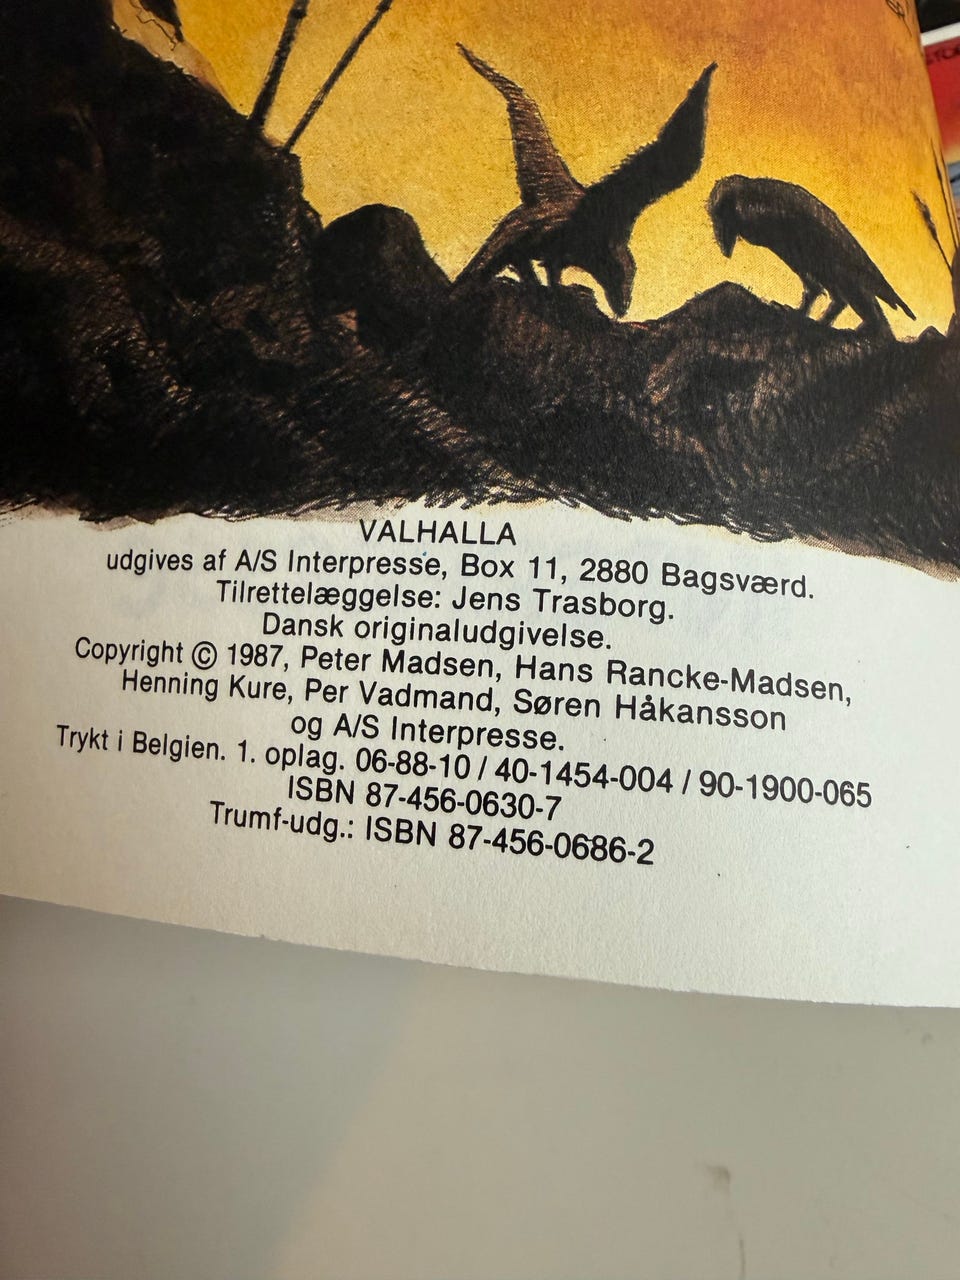 VALHALLA
udgives af A/S Interpresse, Box 11, 2880 Bagsværd.
Tilrettelæggelse: Jens Trasborg.
Dansk originaludgivelse.
Copyright © 1987, Peter Madsen, Hans Rancke-Madsen,
Henning Kure, Per Vadmand, Søren Håkansson
og A/S Interpresse.
Trykt i Belgien. 1. oplag. 06-88-10 / 40-1454-004 / 90-1900-065
ISBN 87-456-0630-7
Trumf-udg.: ISBN 87-456-0686-2